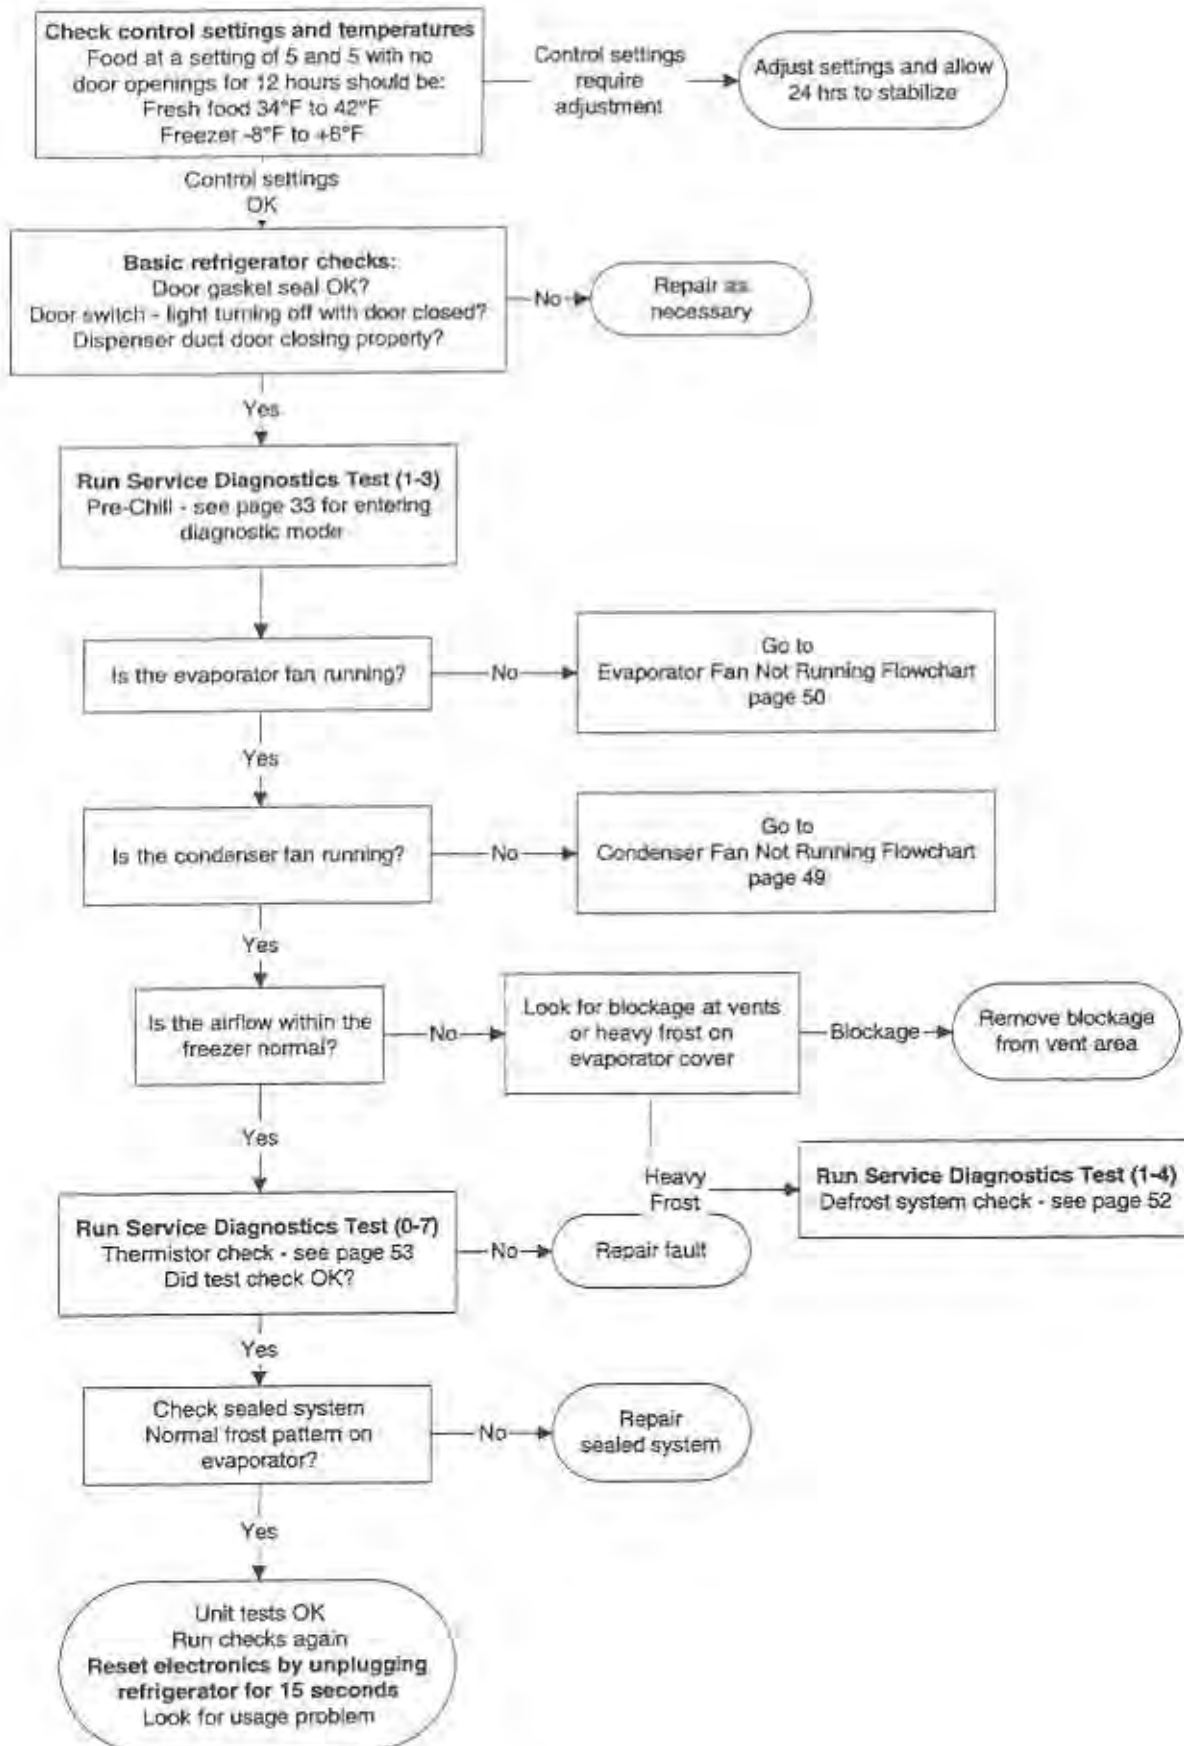 Check control settings and temperatures
Food at a setting of 5 and 5 with no
door openings for 12 hours should be:
Fresh food 34°F to 42°F
Freezer -8°F to +6°F
Control settings
require
adjustment
Adjust settings and allow
24 hrs to stabilize
Control settings
OK
Basic refrigerator checks:
Door gasket seal OK?
Door switch - light turning off with door closed?
Dispenser duct door closing property?
No
Repair as
necessary
Yes
Run Service Diagnostics Test (1-3)
Pre-Chill - see page 33 for entering
diagnostic mode
Is the evaporator fan running?
No
Go to
Evaporator Fan Not Running Flowchart
page 50
Yes
Is the condenser fan running?
No
Go to
Condenser Fan Not Running Flowchart
page 49
Yes
Is the airflow within the
freezer normal?
No
Look for blockage at vents
or heavy frost on
evaporator cover
Blockage
Remove blockage
from vent area
Yes
Heavy
Frost
Run Service Diagnostics Test (1-4)
Defrost system check - see page 52
Run Service Diagnostics Test (0-7)
Thermistor check - see page 53
Did test check OK?
No
Repair fault
Yes
Check sealed system
Normal frost pattern on
evaporator?
No
Repair
sealed system
Yes
Unit tests OK
Run checks again
Reset electronics by unplugging
refrigerator for 15 seconds
Look for usage problem